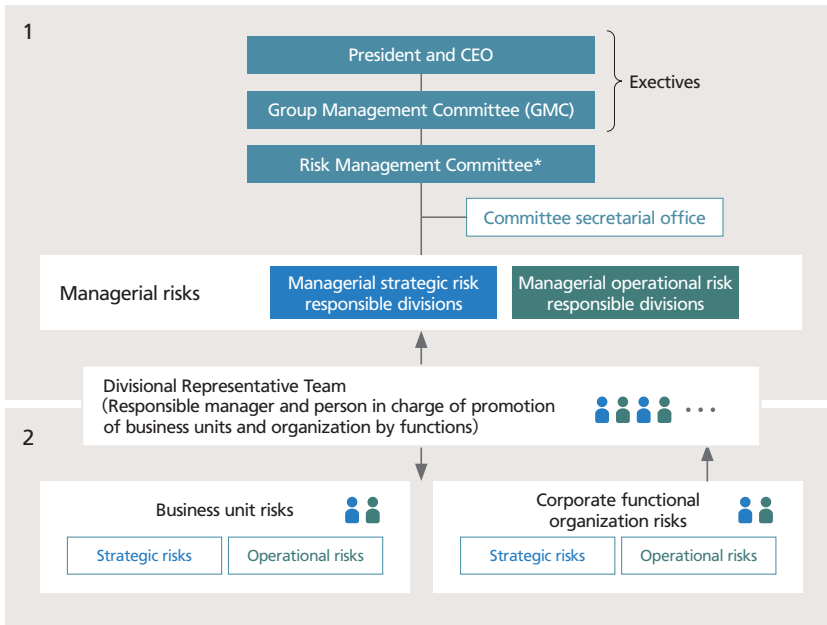 1
President and CEO
Group Management Committee (GMC)
Exectives
Risk Management Committee*
Committee secretarial office
Managerial risks
Managerial strategic risk
responsible divisions
Managerial operational risk
responsible divisions
Divisional Representative Team
(Responsible manager and person in charge of promotion
of business units and organization by functions)
2
Business unit risks
Strategic risks
Operational risks
Corporate functional
organization risks
Strategic risks
Operational risks